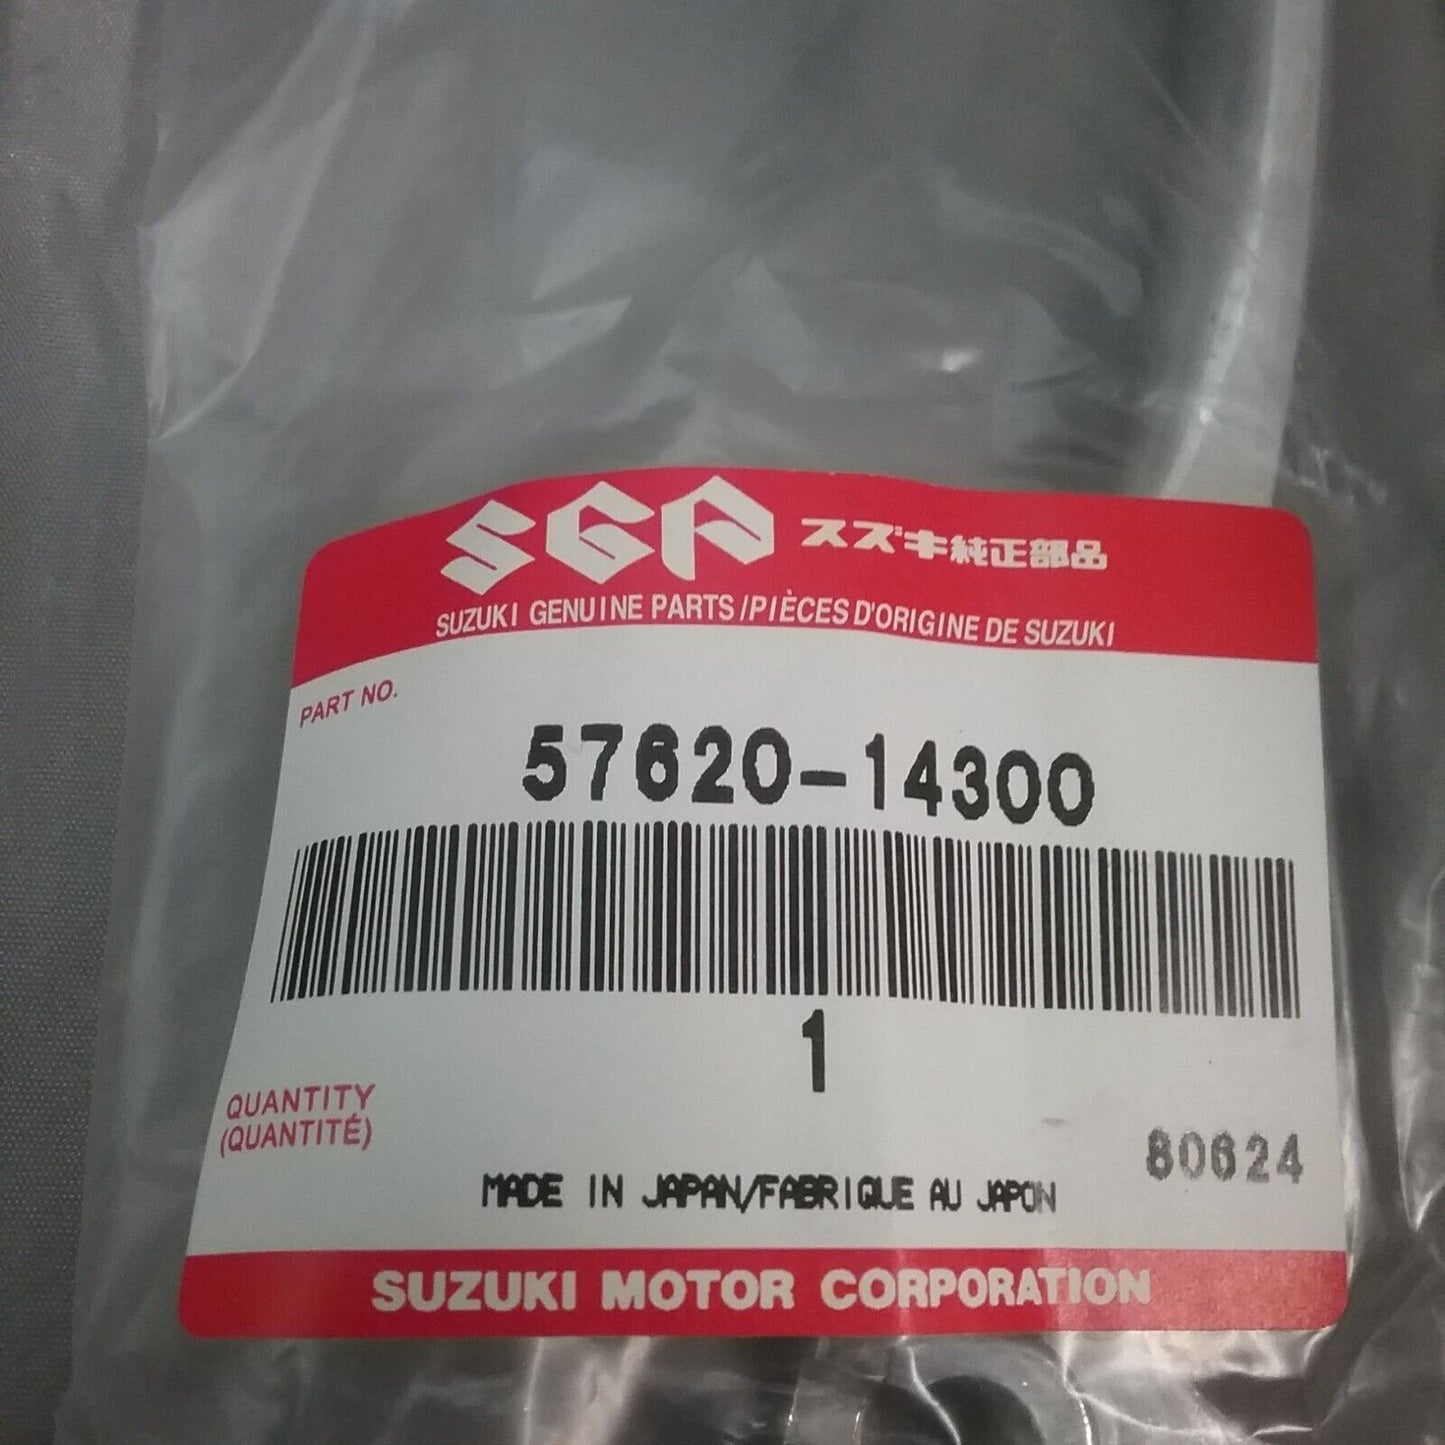 SGP スズキ純正部品
SUZUKI GENUINE PARTS/PIÈCES D'ORIGINE DE SUZUKI
PART NO.
57620-14300
1
QUANTITY
(QUANTITÉ)
80624
MADE IN JAPAN/FABRIQUE AU JAPON
SUZUKI MOTOR CORPORATION